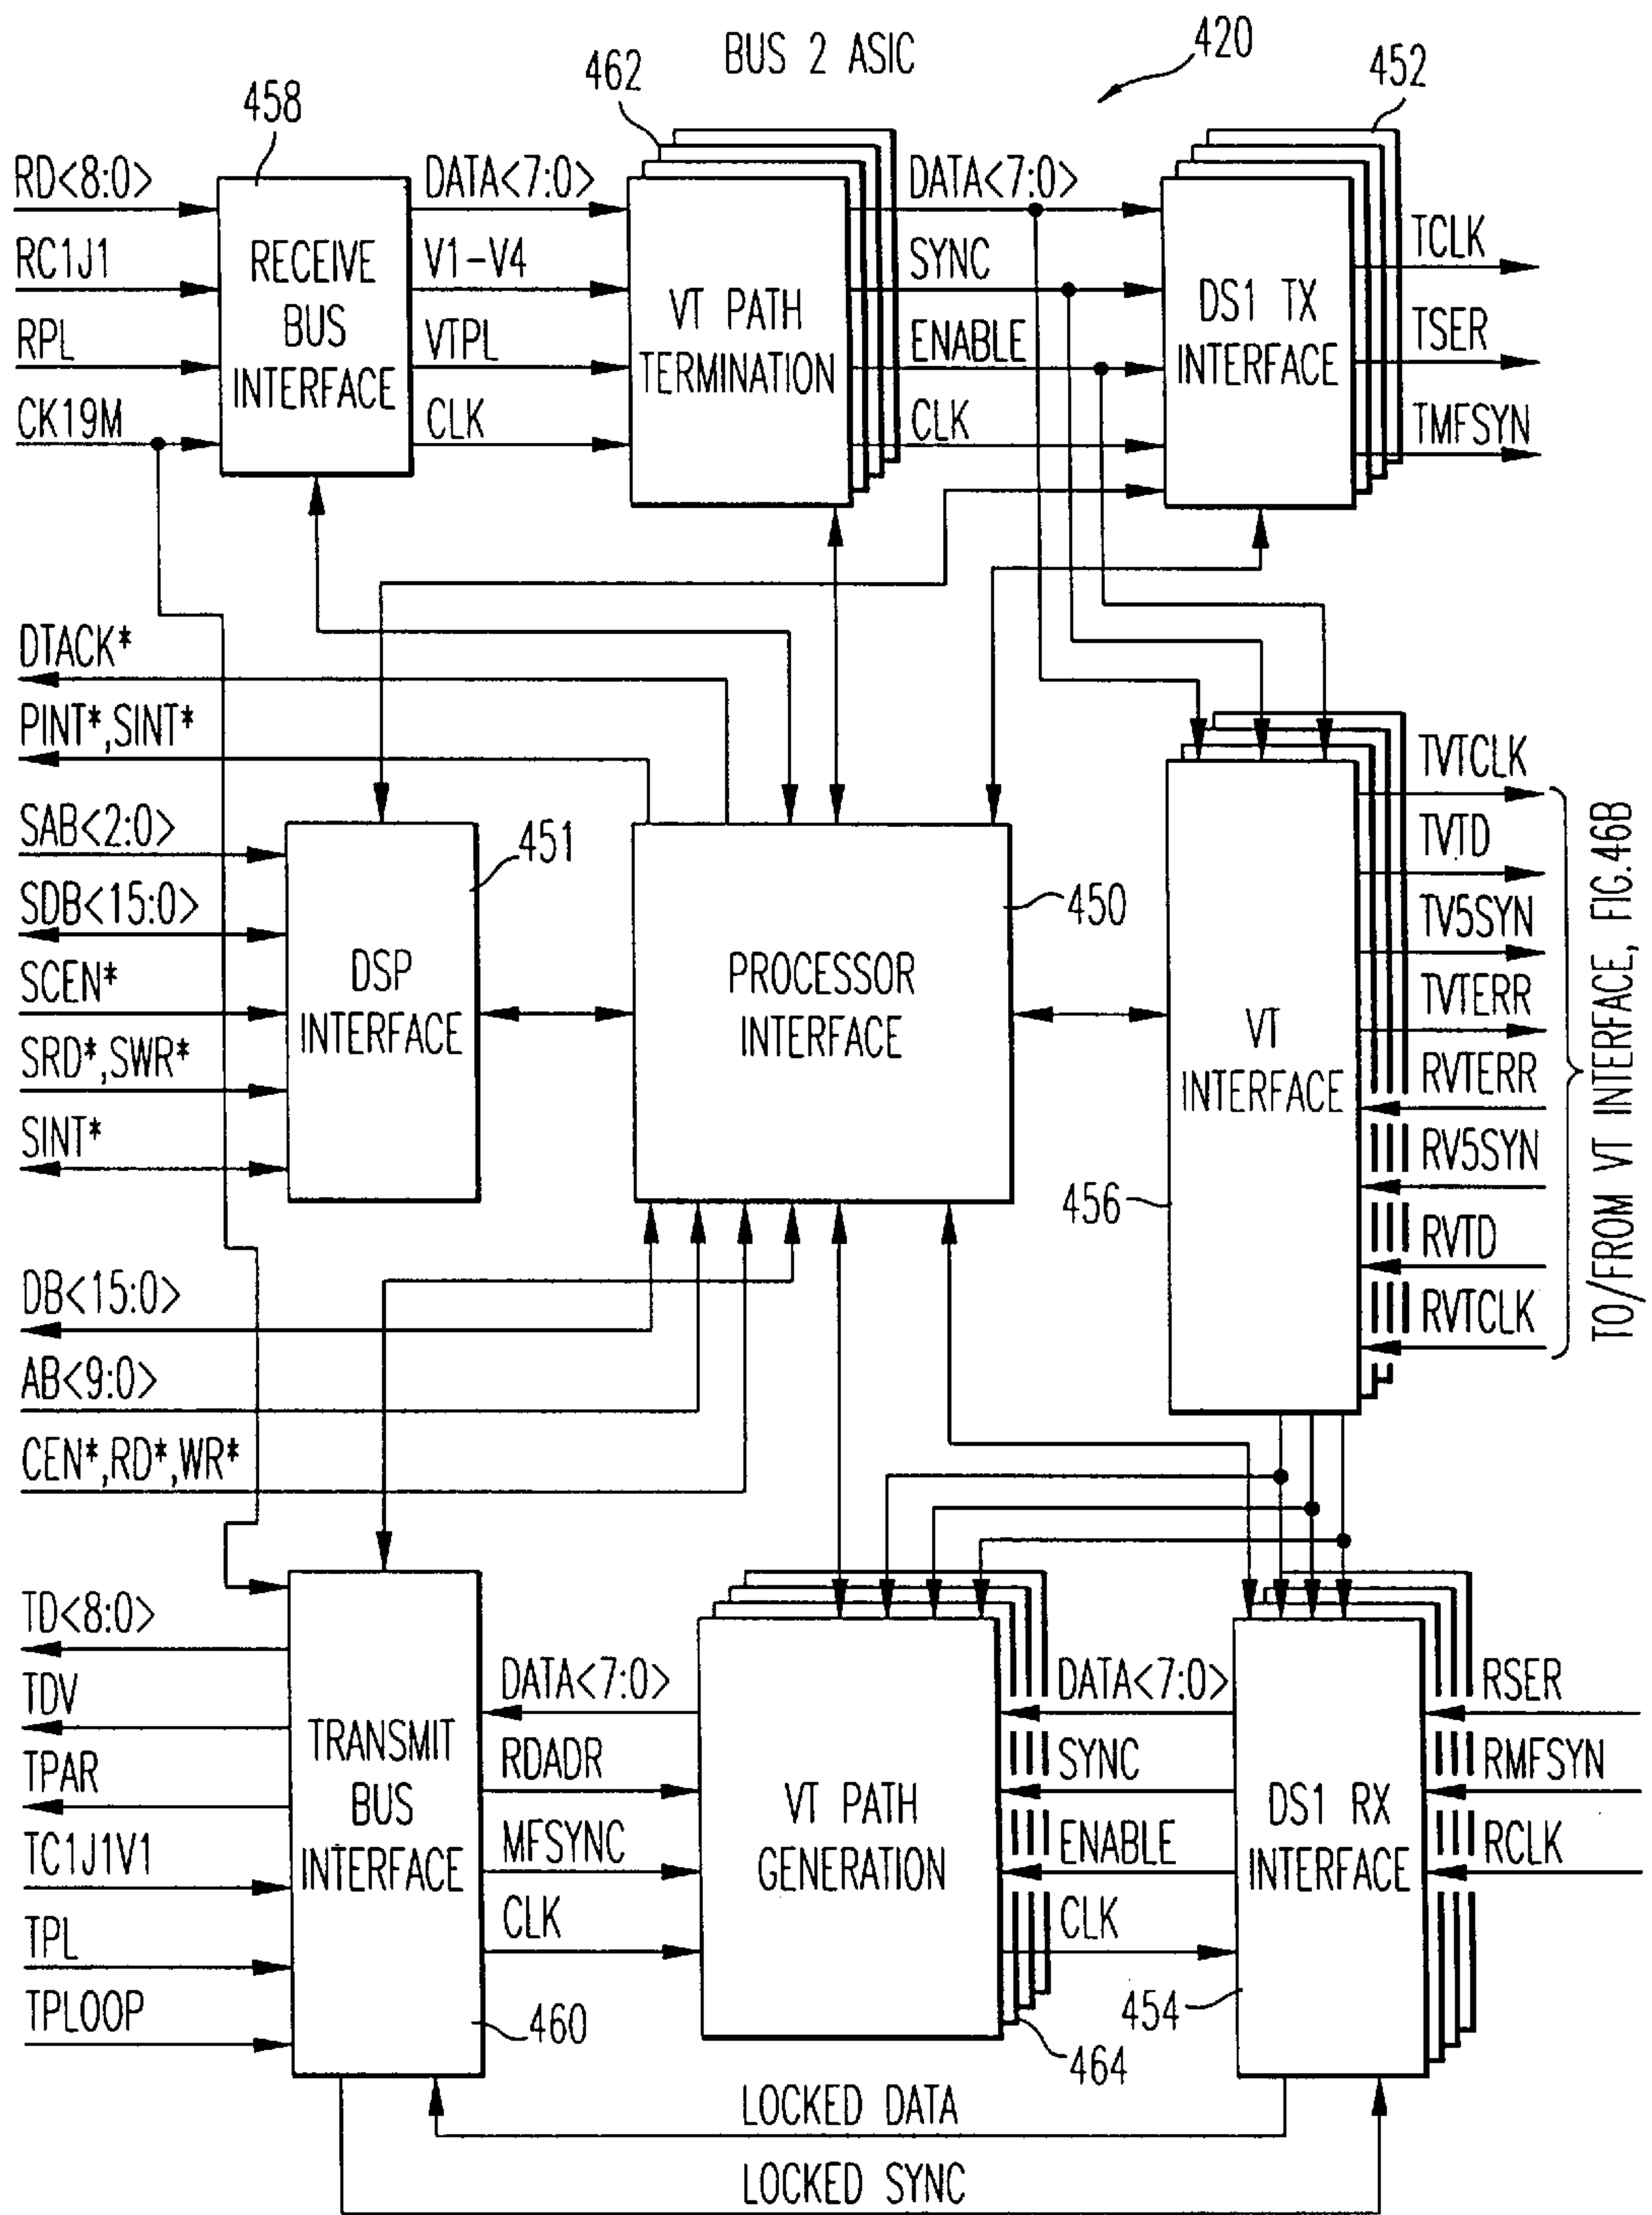 BUS 2 ASIC
420
462
452
458
RD<8:0>
RC1J1
RPL
CK19M
RECEIVE
BUS
INTERFACE
DATA<7:0>
V1-V4
VTPL
CLK
VT PATH
TERMINATION
DATA<7:0>
SYNC
ENABLE
CLK
DS1 TX
INTERFACE
TCLK
TSER
TMFSYN
DTACK*
PINT*,SINT*
SAB<2:0>
SDB<15:0>
SCEN*
SRD*,SWR*
SINT*
451
DSP
INTERFACE
450
PROCESSOR
INTERFACE
VT
INTERFACE
456
TVTCLK
TVTD
TV5SYN
TVTERR
RVTERR
RV5SYN
RVTD
RVTCLK
TO/FROM VT INTERFACE, FIG.46B
DB<15:0>
AB<9:0>
CEN*,RD*,WR*
TD<8:0>
TDV
TPAR
TC1J1V1
TPL
TPLOOP
TRANSMIT
BUS
INTERFACE
460
DATA<7:0>
RDADR
MFSYNC
CLK
VT PATH
GENERATION
464
DATA<7:0>
SYNC
ENABLE
CLK
DS1 RX
INTERFACE
454
RSER
RMFSYN
RCLK
LOCKED DATA
LOCKED SYNC